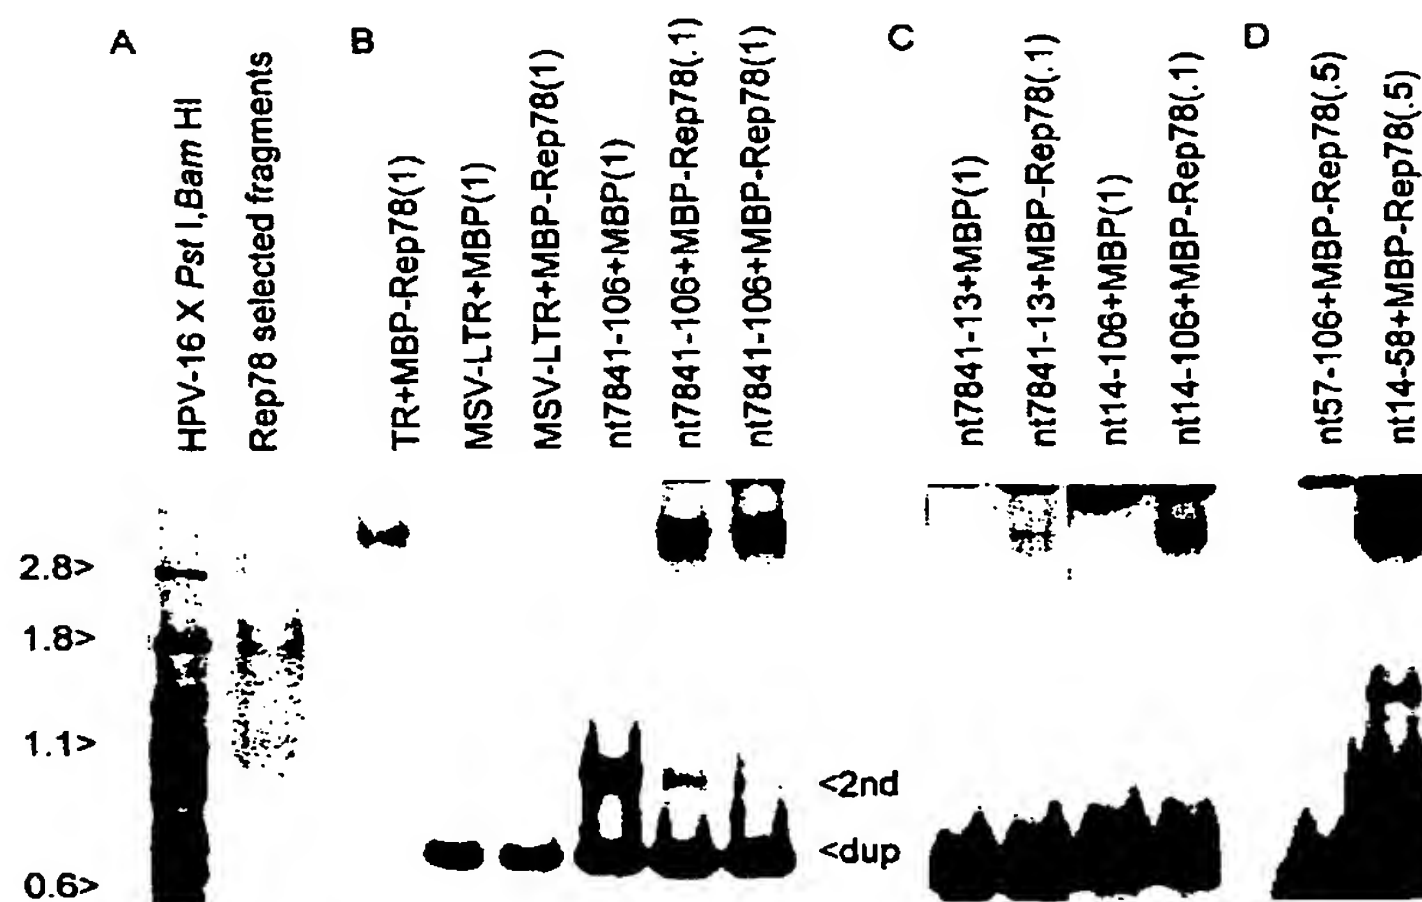 A
HPV-16 X Pst I,Bam HI
Rep78 selected fragments
2.8>
1.8>
1.1>
0.6>
B
TR+MBP-Rep78(1)
MSV-LTR+MBP(1)
MSV-LTR+MBP-Rep78(1)
nt7841-106+MBP(1)
nt7841-106+MBP-Rep78(.1)
nt7841-106+MBP-Rep78(1)
<2nd
<dup
C
nt7841-13+MBP(1)
nt7841-13+MBP-Rep78(.1)
nt14-106+MBP(1)
nt14-106+MBP-Rep78(.1)
D
nt57-106+MBP-Rep78(.5)
nt14-58+MBP-Rep78(.5)